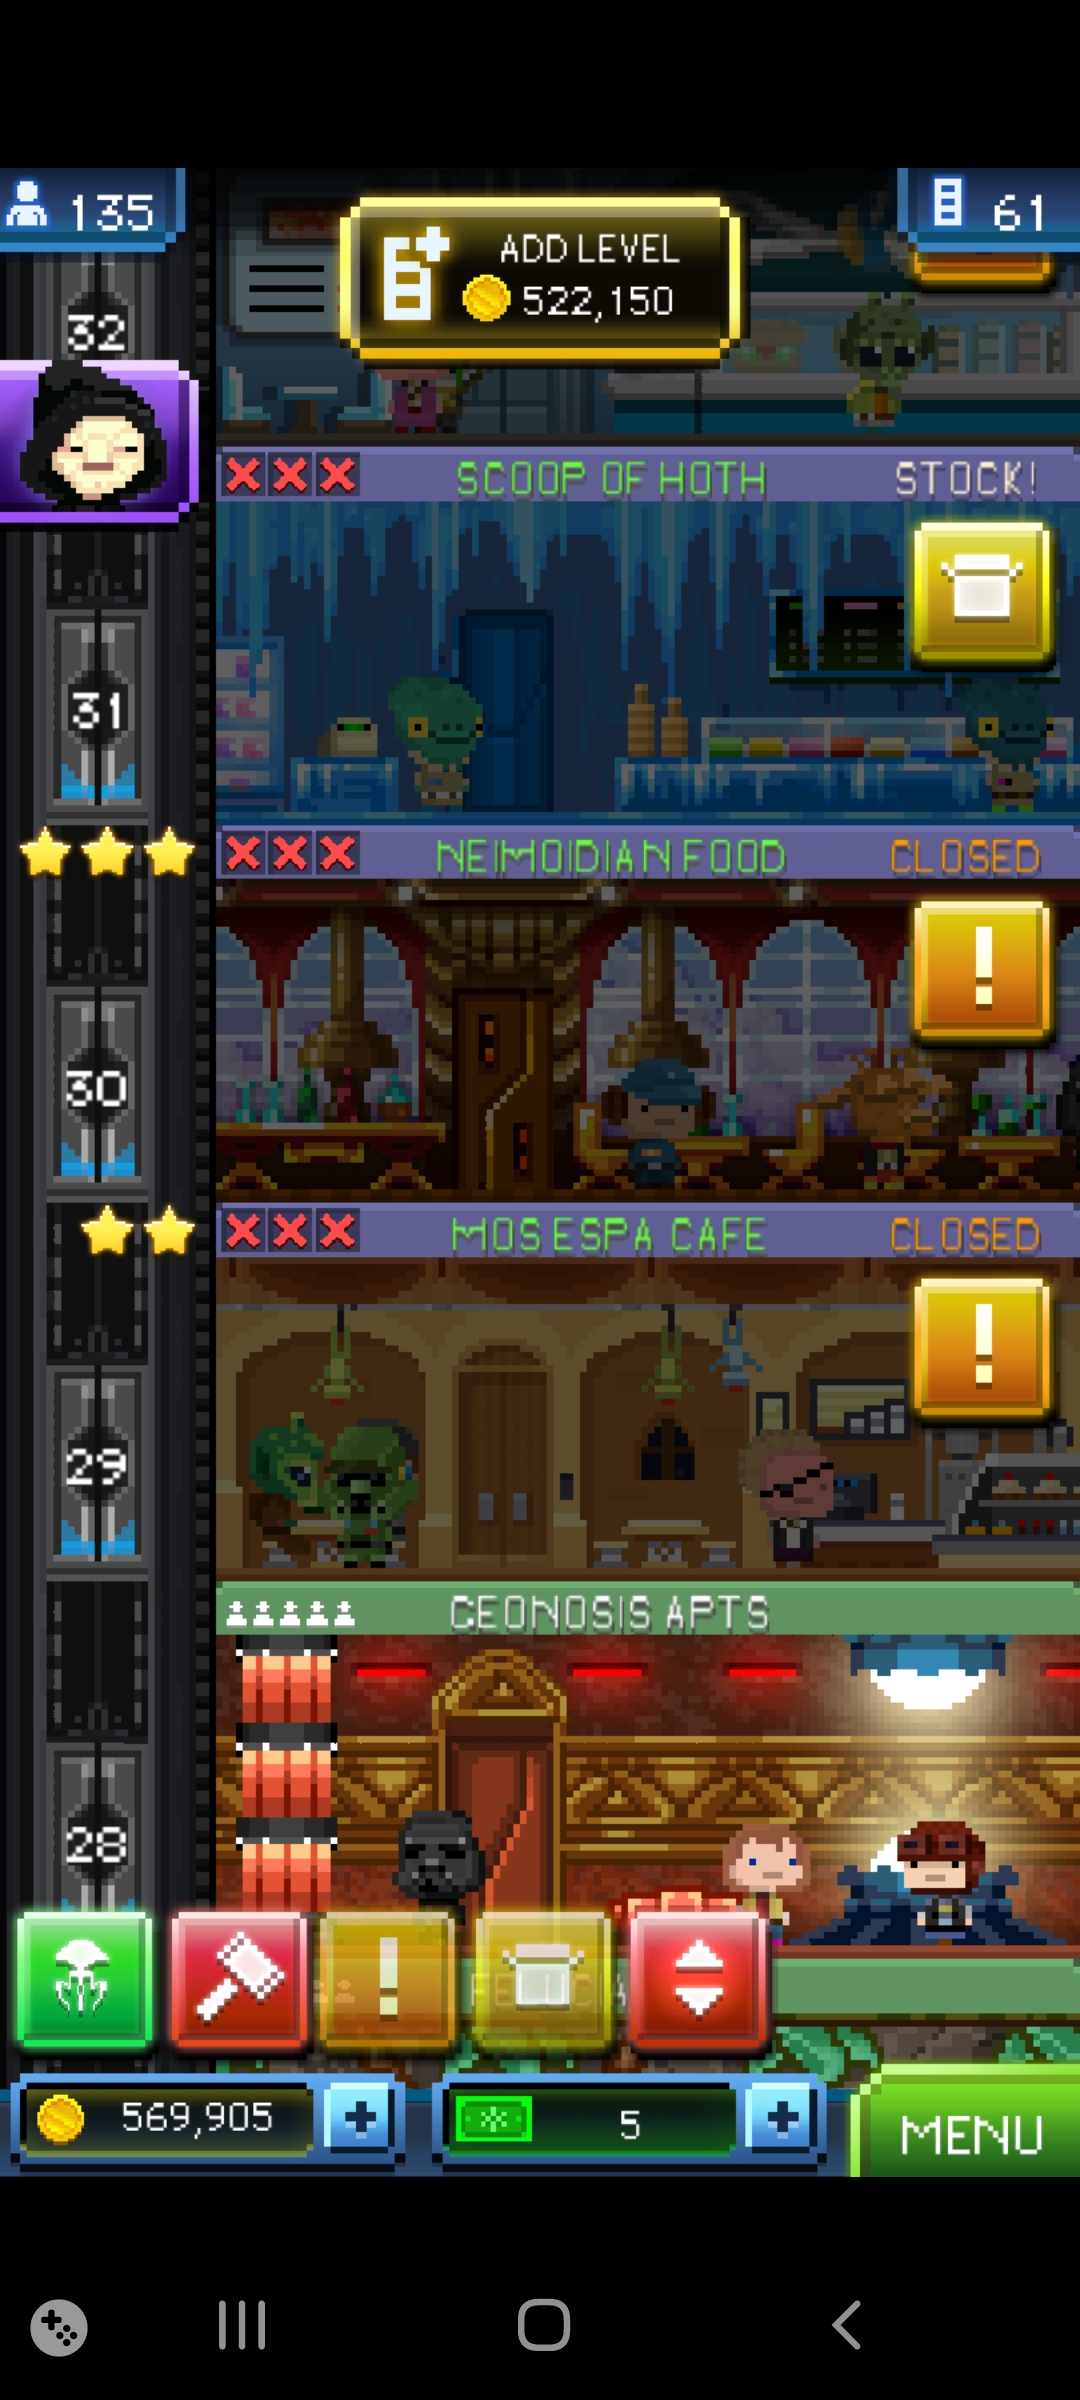 135
ADD LEVEL
522,150
61
32
SCOOP OF HOTH
STOCK!
31
NEIMOIDIAN FOOD
CLOSED
30
MOS ESPA CAFE
CLOSED
29
GEONOSIS APTS
28
569,905
5
MENU